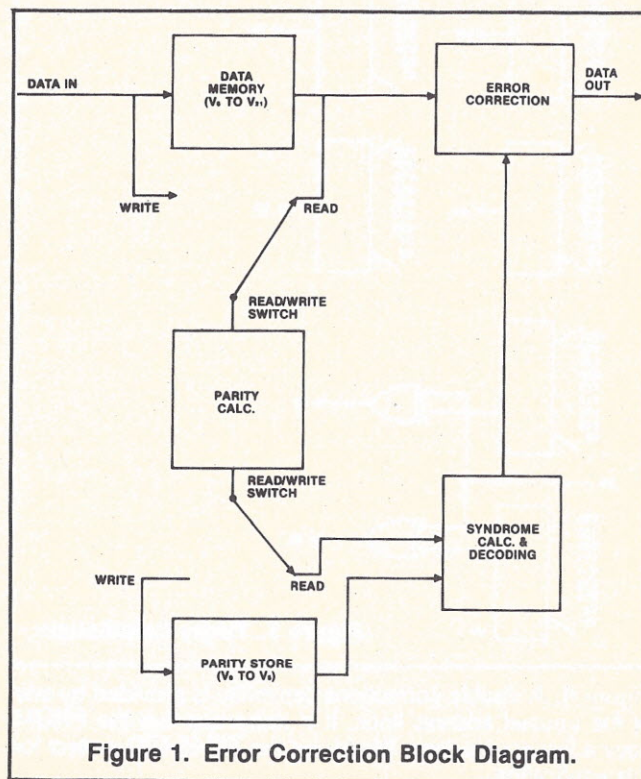 DATA IN
DATA
MEMORY
(V₆ TO V₃₁)
ERROR
CORRECTION
DATA
OUT
WRITE
READ
READ/WRITE
SWITCH
PARITY
CALC.
READ/WRITE
SWITCH
SYNDROME
CALC. &
DECODING
WRITE
READ
PARITY STORE
(V₀ TO V₅)
Figure 1. Error Correction Block Diagram.